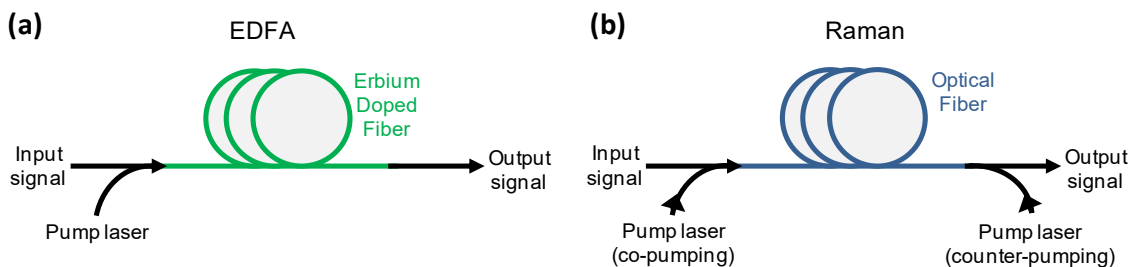 (a)
EDFA
Erbium
Doped
Fiber
Input
signal
Output
signal
Pump laser
(b)
Raman
Optical
Fiber
Input
signal
Output
signal
Pump laser
(co-pumping)
Pump laser
(counter-pumping)